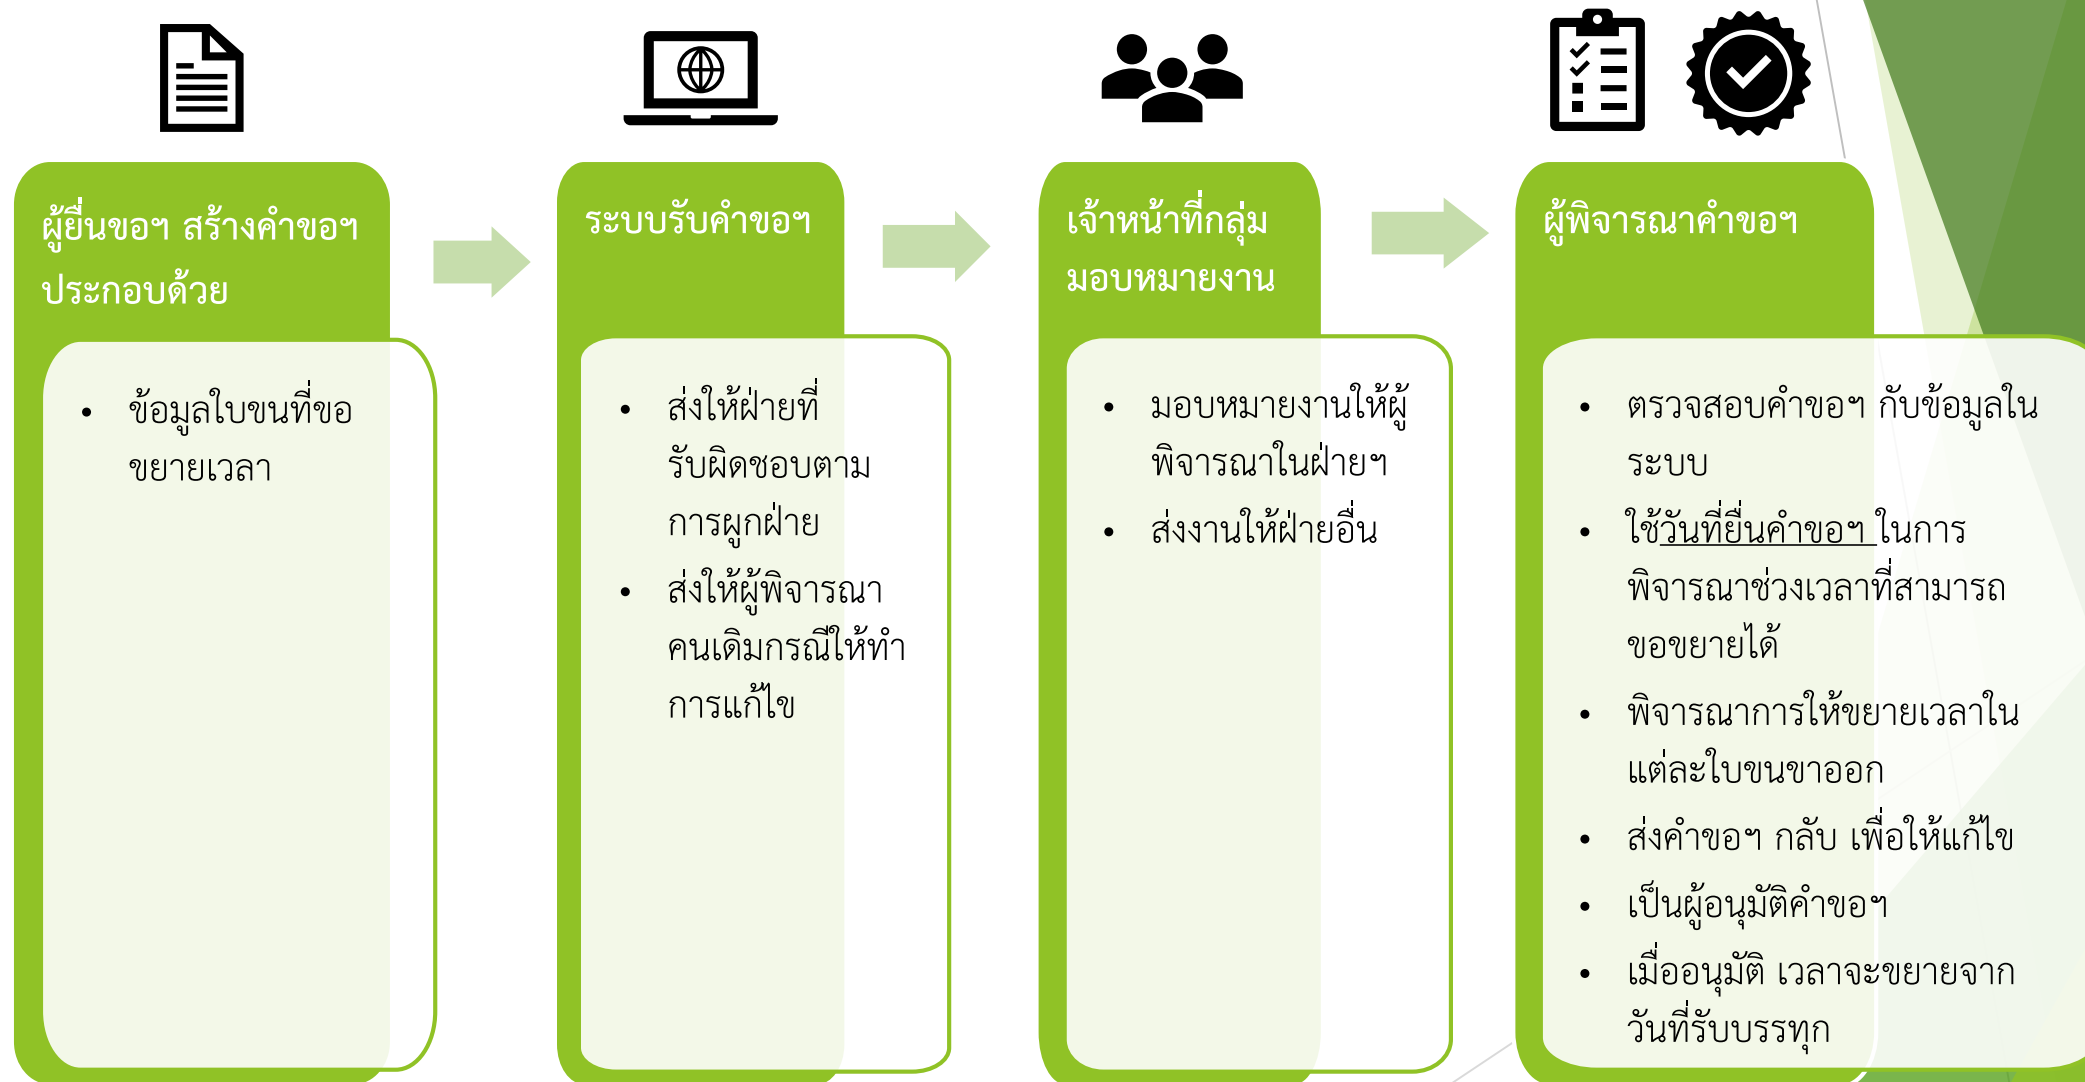 ผู้ยื่นขอฯ สร้างคำขอฯ
ประกอบด้วย
• ข้อมูลใบขนที่ขอ
ขยายเวลา
ระบบรับคำขอฯ
• ส่งให้ฝ่ายที่
รับผิดชอบตาม
การผูกฝ่าย
• ส่งให้ผู้พิจารณา
คนเดิมกรณีให้ทำ
การแก้ไข
เจ้าหน้าที่กลุ่ม
มอบหมายงาน
• มอบหมายงานให้ผู้
พิจารณาในฝ่ายฯ
• ส่งงานให้ฝ่ายอื่น
ผู้พิจารณาคำขอฯ
• ตรวจสอบคำขอฯ กับข้อมูลใน
ระบบ
• ใช้วันที่ยื่นคำขอฯ ในการ
พิจารณาช่วงเวลาที่สามารถ
ขอขยายได้
• พิจารณาการให้ขยายเวลาใน
แต่ละใบขนขาออก
• ส่งคำขอฯ กลับ เพื่อให้แก้ไข
• เป็นผู้อนุมัติคำขอฯ
• เมื่ออนุมัติ เวลาจะขยายจาก
วันที่รับบรรทุก